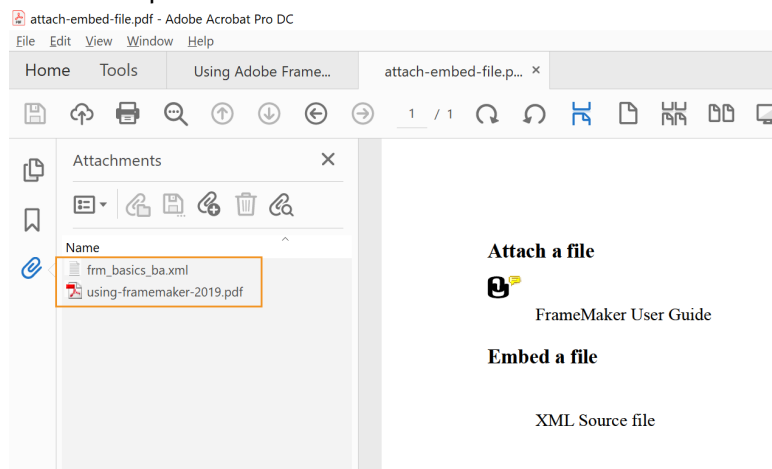 attach-embed-file.pdf - Adobe Acrobat Pro DC
File Edit View Window Help
Home Tools Using Adobe Frame... attach-embed-file.p... ×
1 / 1
Attachments ×
Name
frm_basics_ba.xml
using-framemaker-2019.pdf
Attach a file
FrameMaker User Guide
Embed a file
XML Source file